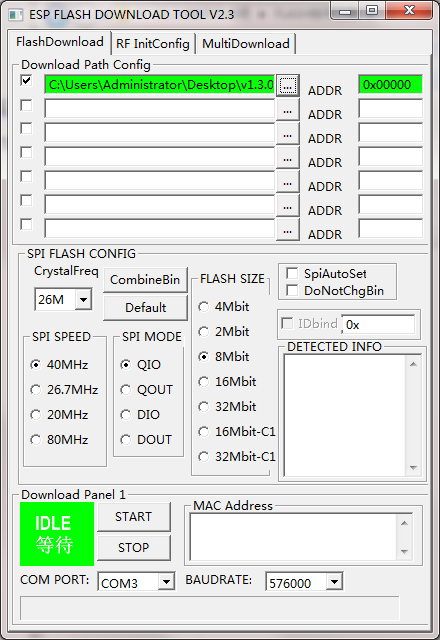 ESP FLASH DOWNLOAD TOOL V2.3
FlashDownload RF InitConfig MultiDownload
Download Path Config
C:\Users\Administrator\Desktop\v1.3.0 ... ADDR 0x00000
... ADDR
... ADDR
... ADDR
... ADDR
... ADDR
... ADDR
SPI FLASH CONFIG
CrystalFreq
26M
CombineBin
Default
SPI SPEED
40MHz
26.7MHz
20MHz
80MHz
SPI MODE
QIO
QOUT
DIO
DOUT
FLASH SIZE
4Mbit
2Mbit
8Mbit
16Mbit
32Mbit
16Mbit-C1
32Mbit-C1
SpiAutoSet
DoNotChgBin
IDbind 0x
DETECTED INFO
Download Panel 1
IDLE
等待
START
STOP
MAC Address
COM PORT: COM3 BAUDRATE: 576000